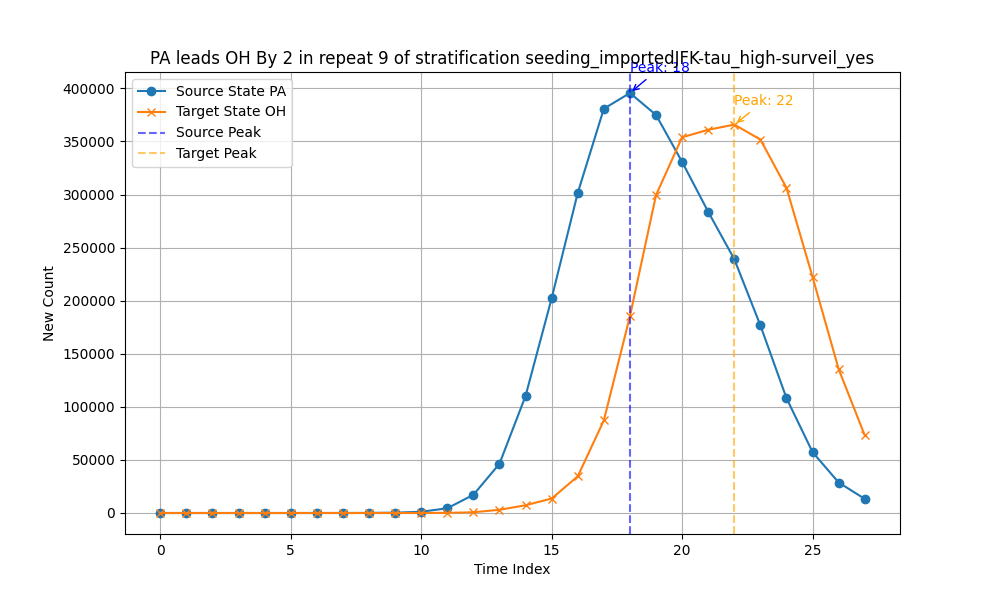 PA leads OH By 2 in repeat 9 of stratification seeding_importedJFK-tau_high-surveil_yes
Peak: 18
Peak: 22
Source State PA
Target State OH
Source Peak
Target Peak
400000
350000
300000
250000
200000
150000
100000
50000
0
New Count
0 5 10 15 20 25
Time Index